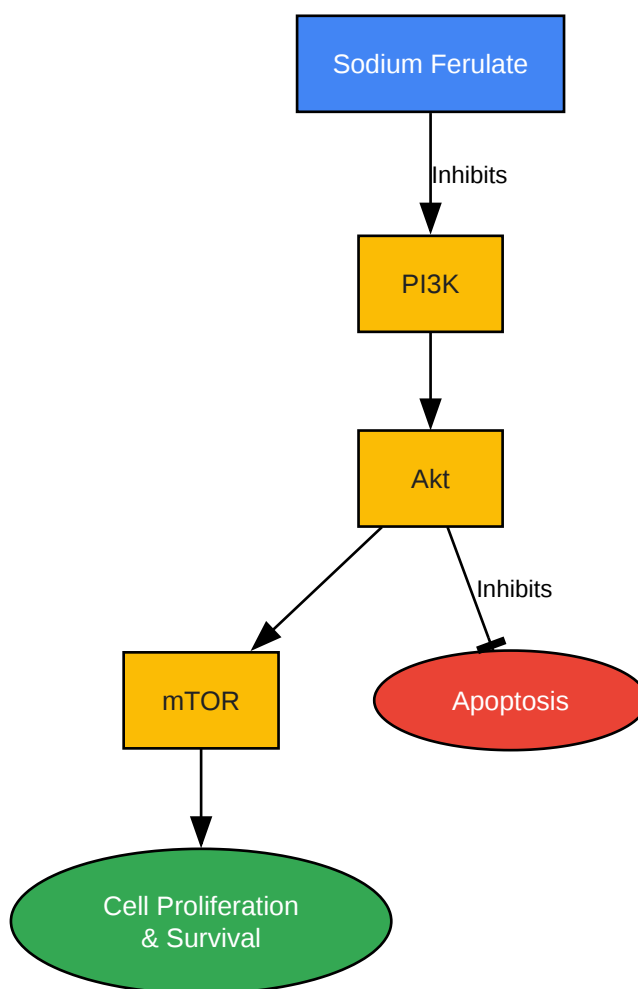 Sodium Ferulate
Inhibits
PI3K
Akt
Inhibits
mTOR
Apoptosis
Cell Proliferation
& Survival